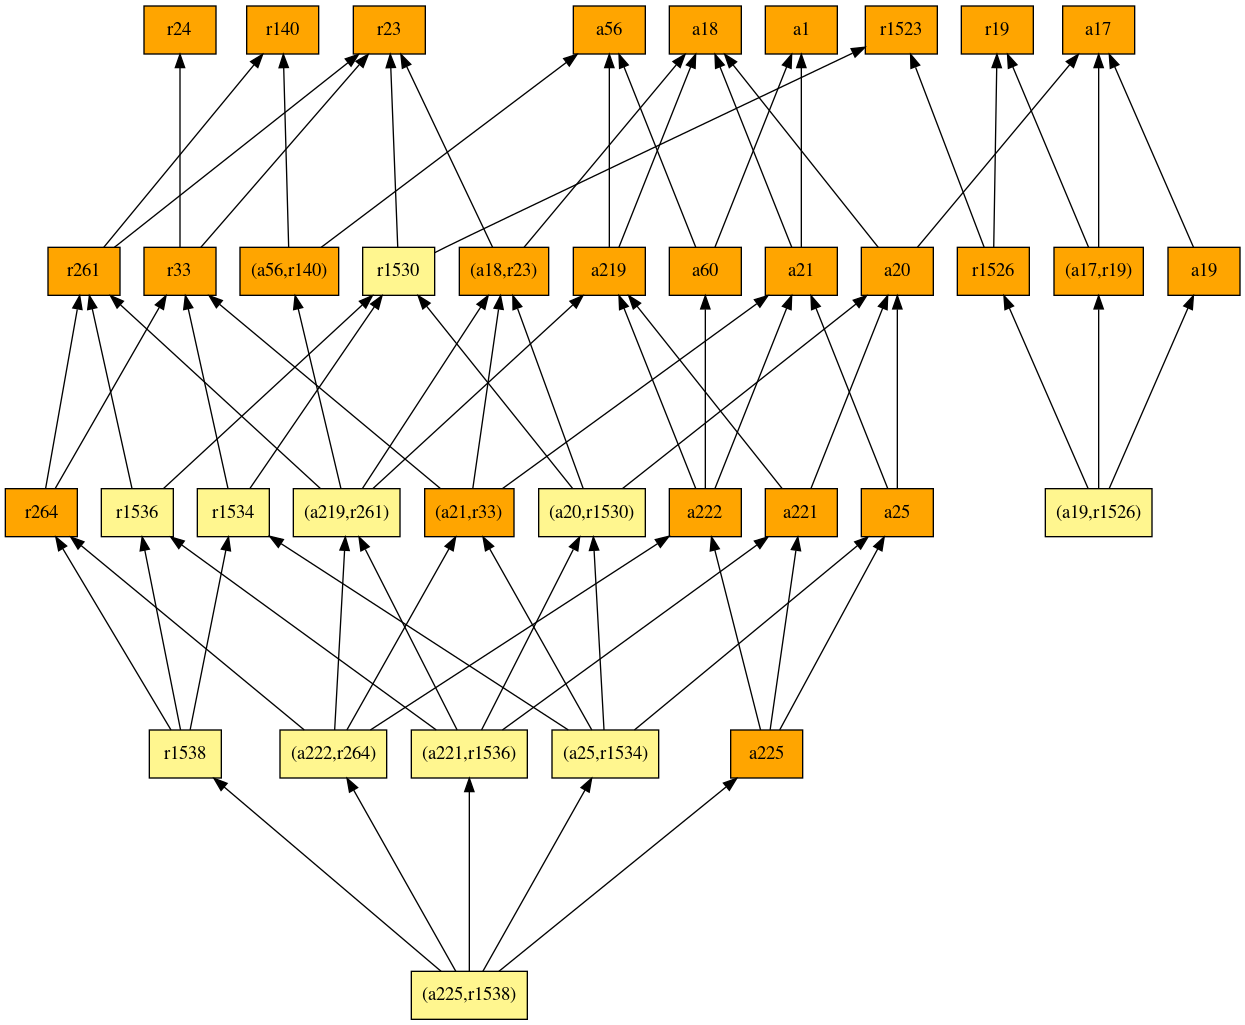 r24
r140
r23
a56
a18
a1
r1523
r19
a17
r261
r33
(a56,r140)
r1530
(a18,r23)
a219
a60
a21
a20
r1526
(a17,r19)
a19
r264
r1536
r1534
(a219,r261)
(a21,r33)
(a20,r1530)
a222
a221
a25
(a19,r1526)
r1538
(a222,r264)
(a221,r1536)
(a25,r1534)
a225
(a225,r1538)